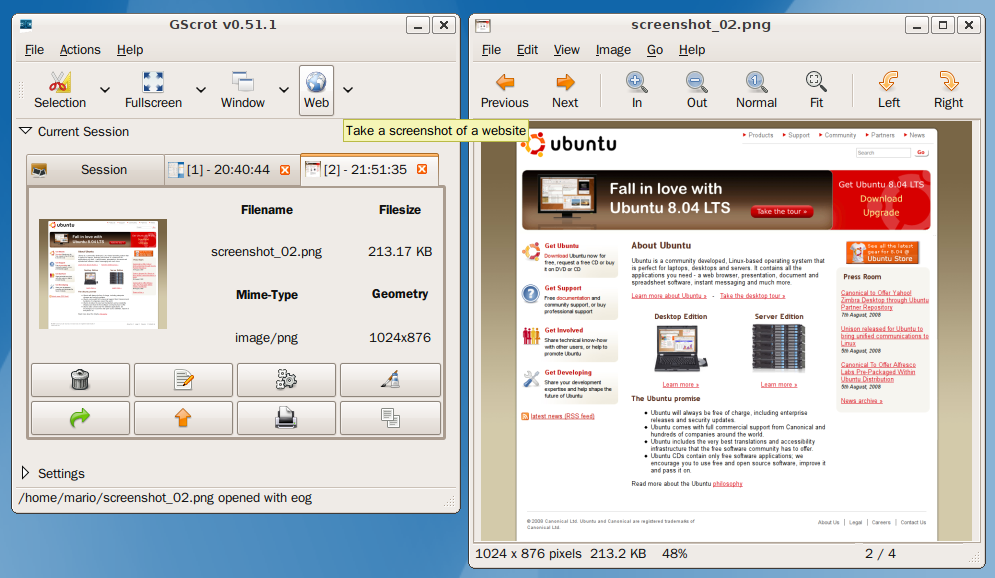 GScrot v0.51.1
File Actions Help
Selection Fullscreen Window Web
Take a screenshot of a website
Current Session
Session [1] - 20:40:44 [2] - 21:51:35
Filename Filesize
screenshot_02.png 213.17 KB
Mime-Type Geometry
image/png 1024x876
Settings
/home/mario/screenshot_02.png opened with eog
screenshot_02.png
File Edit View Image Go Help
Previous Next In Out Normal Fit Left Right
ubuntu
Products Support Community Partners News
Search Go
Fall in love with
Ubuntu 8.04 LTS
Take the tour »
Get Ubuntu 8.04 LTS
Download
Upgrade
Get Ubuntu
Download Ubuntu now for
free, request a free CD or buy
it on DVD or CD
Get Support
Free documentation and
community support, or buy
professional support
Get Involved
Share technical know-how
with other users, or help to
promote Ubuntu
Get Developing
Share your development
expertise and help shape the
future of Ubuntu
latest news (RSS feed)
About Ubuntu
Ubuntu is a community developed, Linux-based operating system that
is perfect for laptops, desktops and servers. It contains all the
applications you need - a web browser, presentation, document and
spreadsheet software, instant messaging and much more.
Learn more about Ubuntu » - Take the desktop tour »
Desktop Edition Server Edition
Learn more » Learn more »
The Ubuntu promise
Ubuntu will always be free of charge, including enterprise
releases and security updates.
Ubuntu comes with full commercial support from Canonical and
hundreds of companies around the world.
Ubuntu includes the very best translations and accessibility
infrastructure that the free software community has to offer.
Ubuntu CDs contain only free software applications; we
encourage you to use free and open source software, improve it
and pass it on.
Read more about the Ubuntu philosophy
See all the latest
gear for 8.04 @
Ubuntu Store
Press Room
Canonical to Offer Yahoo!
Zimbra Desktop through Ubuntu
Partner Repository
7th August, 2008
Unison released for Ubuntu to
bring unified communications to
Linux
5th August, 2008
Canonical To Offer Alfresco
Labs Pre-Packaged Within
Ubuntu Distribution
5th August, 2008
News archive »
© 2008 Canonical Ltd. Ubuntu and Canonical are registered trademarks of
Canonical Ltd.
About Us | Legal | Careers | Contact Us
1024 x 876 pixels 213.2 KB 48% 2 / 4